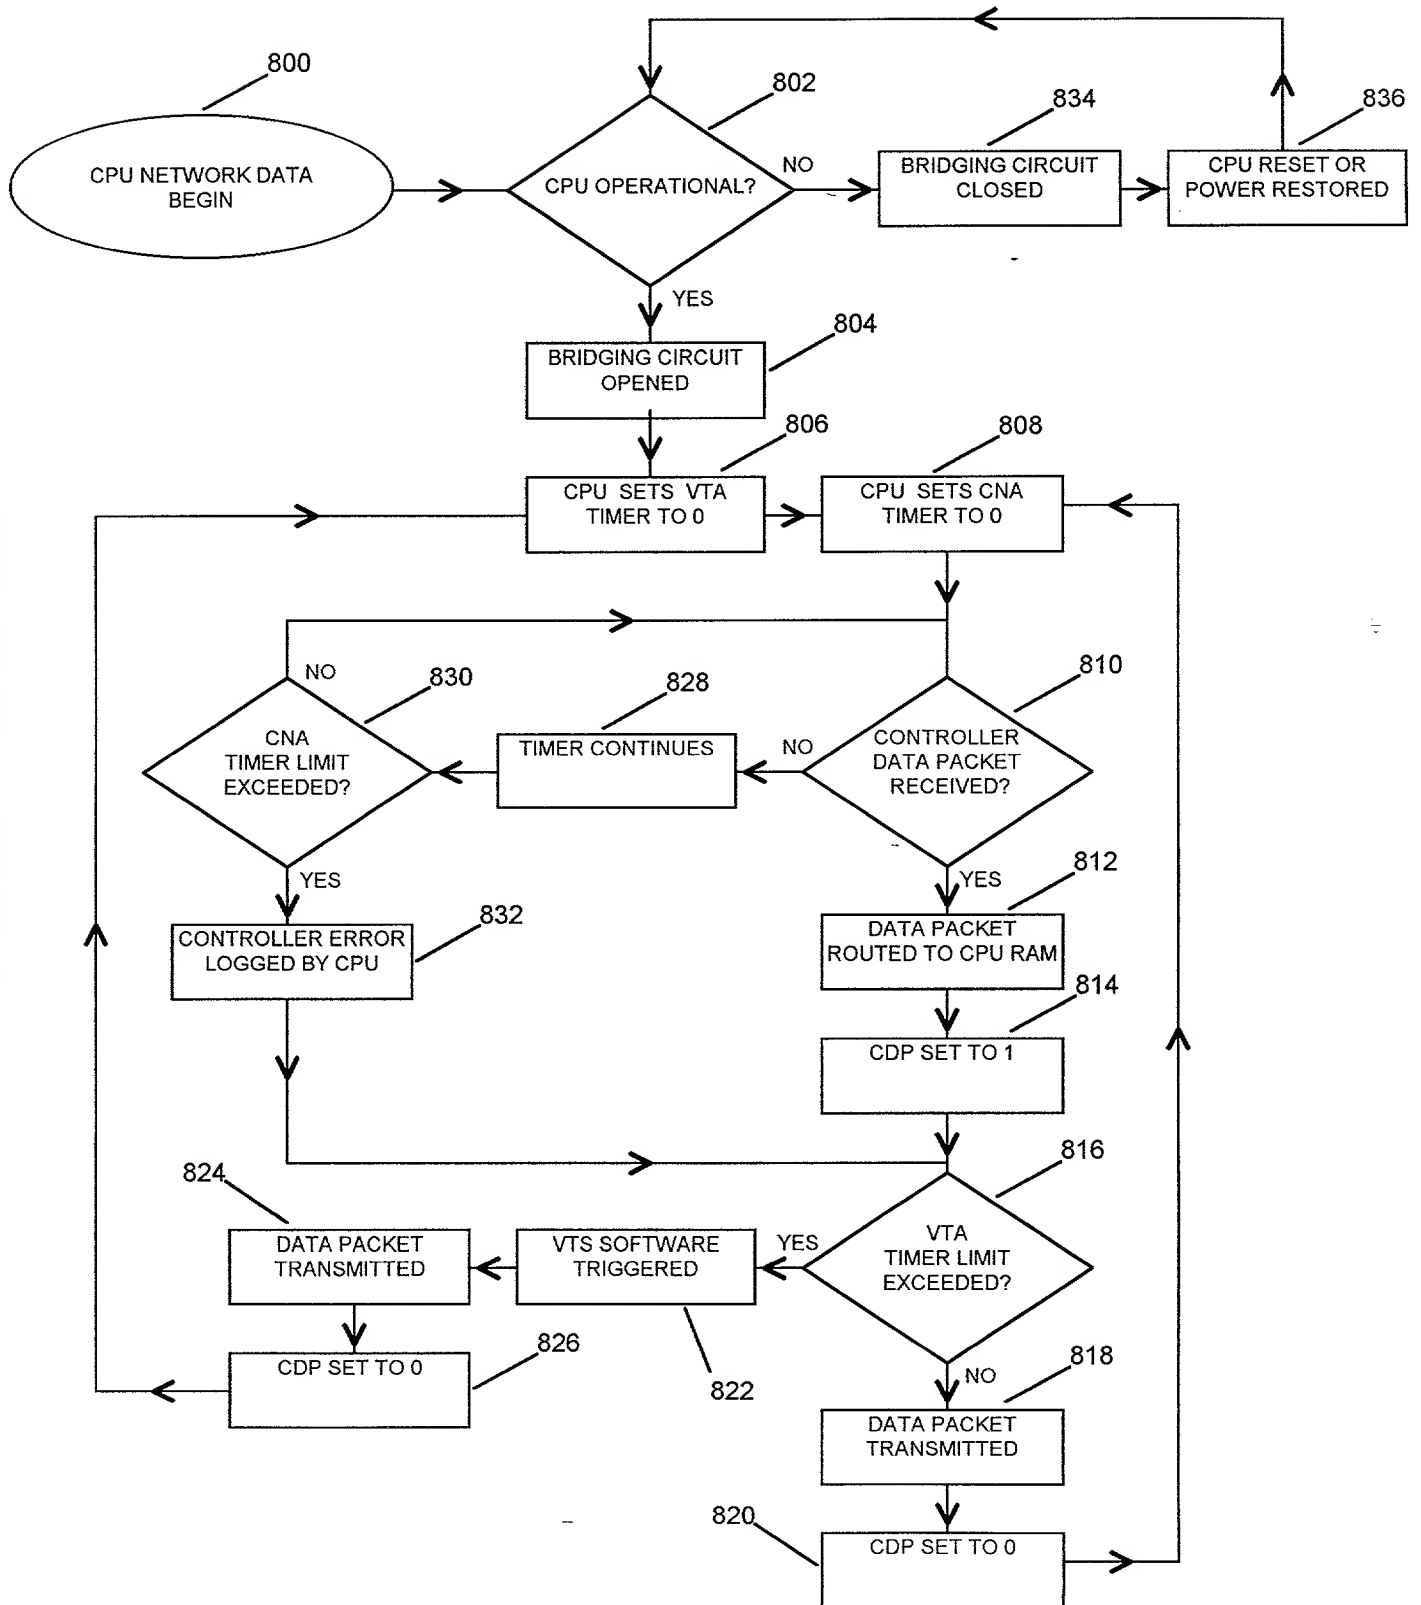 800
CPU NETWORK DATA
BEGIN
802
CPU OPERATIONAL?
NO
834
BRIDGING CIRCUIT
CLOSED
836
CPU RESET OR
POWER RESTORED
YES
804
BRIDGING CIRCUIT
OPENED
806
CPU SETS VTA
TIMER TO 0
808
CPU SETS CNA
TIMER TO 0
810
CONTROLLER
DATA PACKET
RECEIVED?
NO
828
TIMER CONTINUES
830
CNA
TIMER LIMIT
EXCEEDED?
NO
YES
832
CONTROLLER ERROR
LOGGED BY CPU
YES
812
DATA PACKET
ROUTED TO CPU RAM
814
CDP SET TO 1
816
VTA
TIMER LIMIT
EXCEEDED?
YES
VTS SOFTWARE
TRIGGERED
822
824
DATA PACKET
TRANSMITTED
826
CDP SET TO 0
NO
818
DATA PACKET
TRANSMITTED
820
CDP SET TO 0